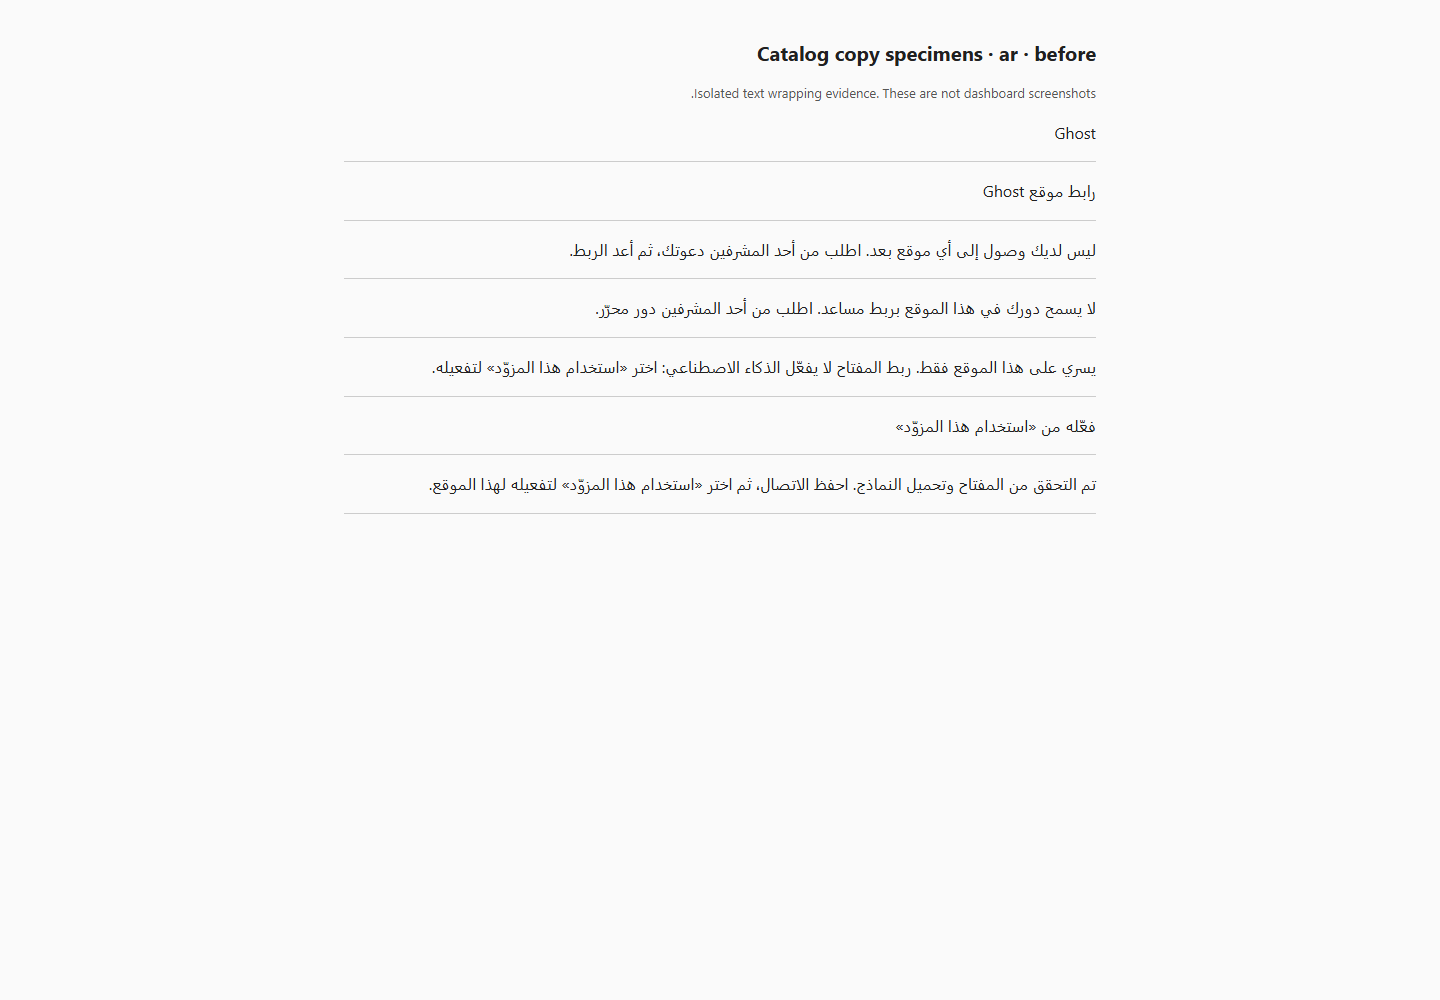 Catalog copy specimens · ar · before
Isolated text wrapping evidence. These are not dashboard screenshots.
Ghost
رابط موقع Ghost
ليس لديك وصول إلى أي موقع بعد. اطلب من أحد المشرفين دعوتك، ثم أعد الربط.
لا يسمح دورك في هذا الموقع بربط مساعد. اطلب من أحد المشرفين دور محرّر.
يسري على هذا الموقع فقط. ربط المفتاح لا يفعّل الذكاء الاصطناعي: اختر «استخدام هذا المزوّد» لتفعيله.
فعّله من «استخدام هذا المزوّد»
تم التحقق من المفتاح وتحميل النماذج. احفظ الاتصال، ثم اختر «استخدام هذا المزوّد» لتفعيله لهذا الموقع.